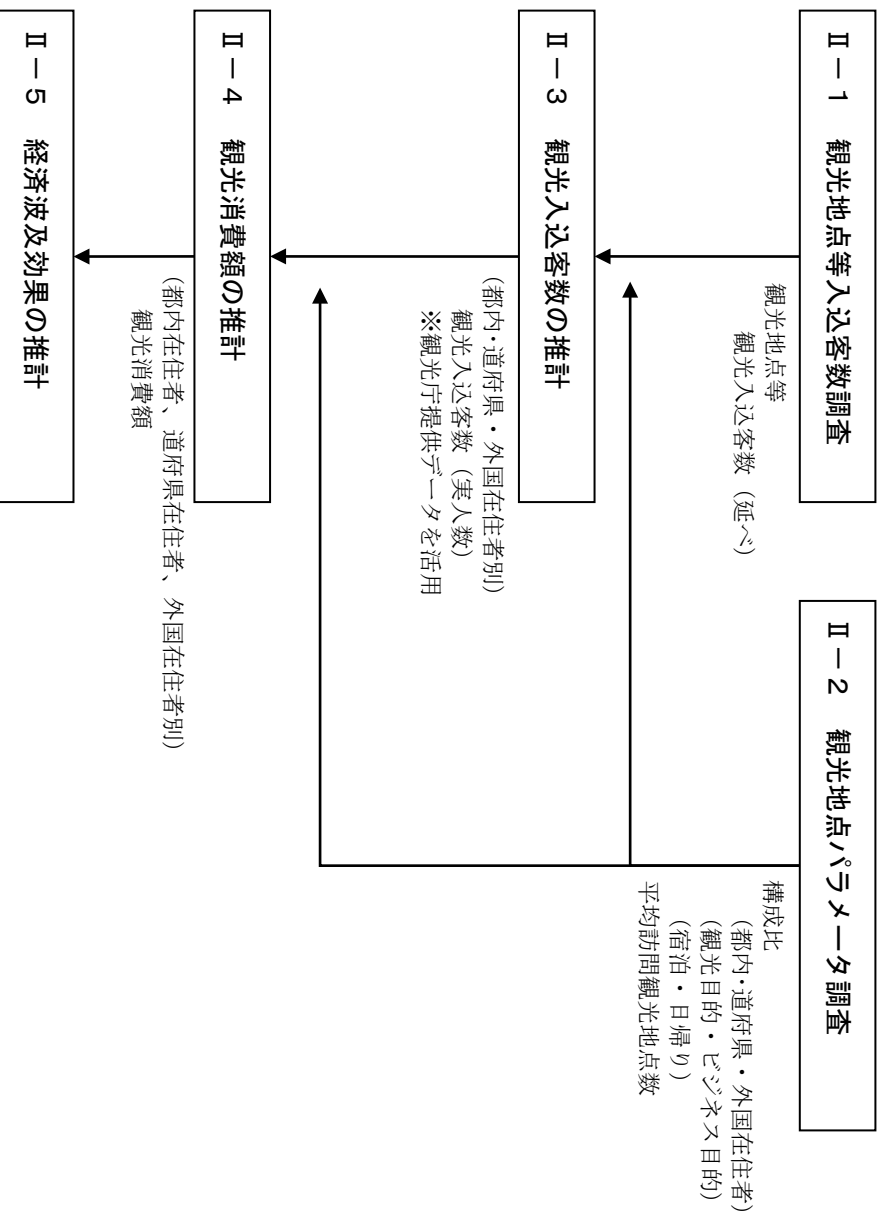 Ⅱ－1　観光地点等入込客数調査
観光地点等
観光入込客数（延べ）
Ⅱ－2　観光地点パラメータ調査
構成比
（都内･道府県・外国在住者）
（観光目的・ビジネス目的）
（宿泊・日帰り）
平均訪問観光地点数
Ⅱ－3　観光入込客数の推計
（都内･道府県・外国在住者別）
観光入込客数（実人数）
※観光庁提供データを活用
Ⅱ－4　観光消費額の推計
（都内在住者、道府県在住者、外国在住者別）
観光消費額
Ⅱ－5　経済波及効果の推計